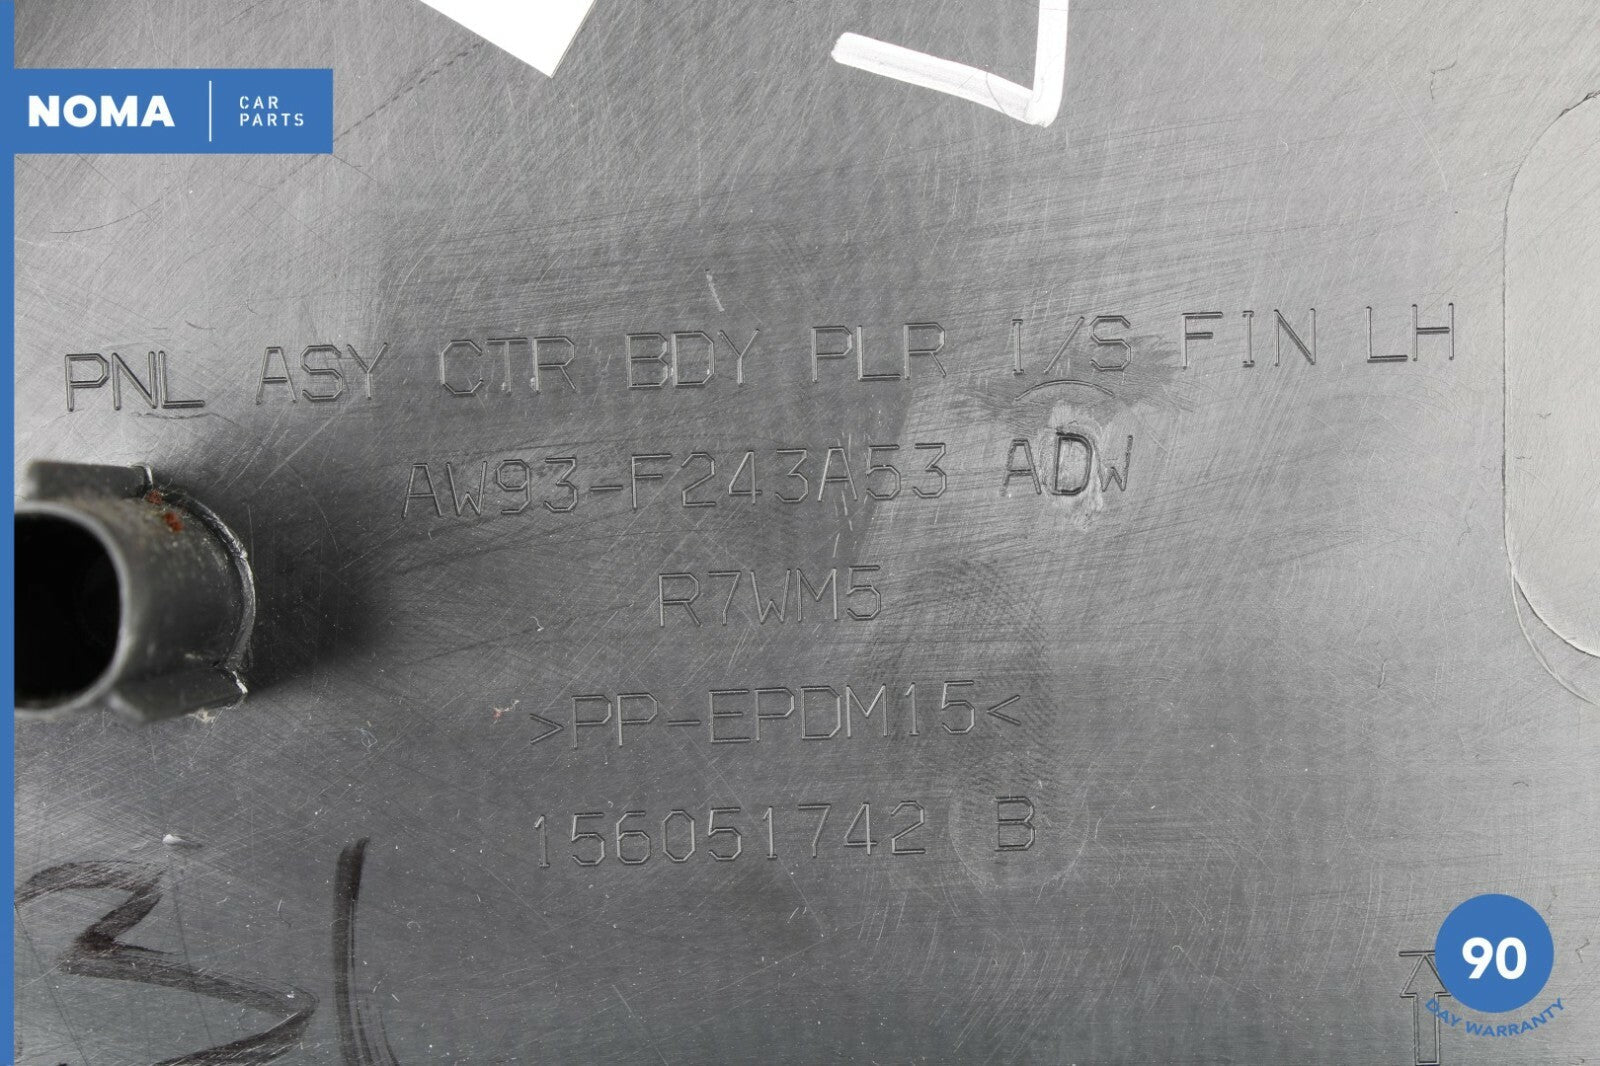 NOMA
CAR
PARTS
PNL ASY CTR BDY PLR I/S FIN LH
AW93-F243A53 ADW
R7WM5
>PP-EPDM15<
156051742 B
90
DAY WARRANTY